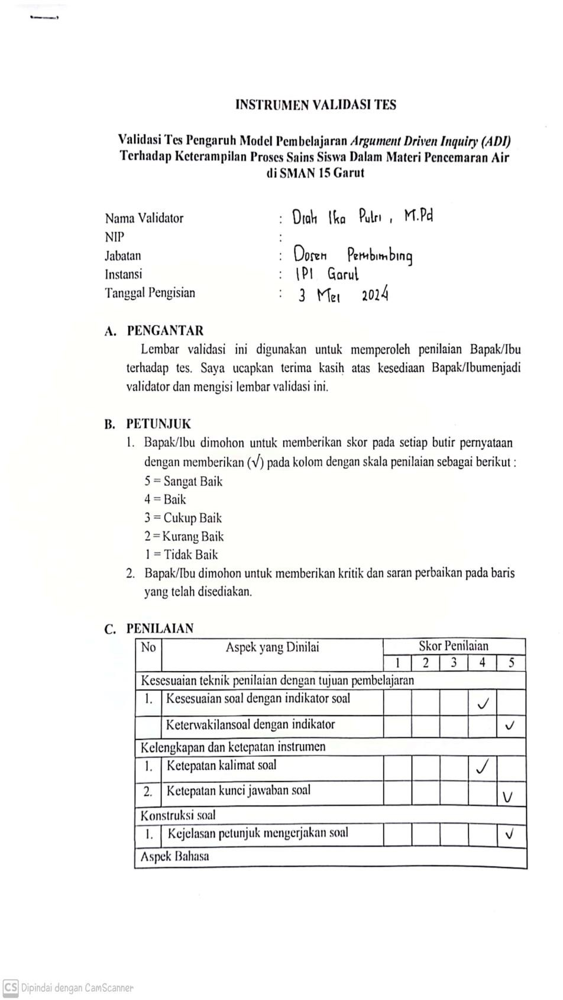 INSTRUMEN VALIDASI TES
Validasi Tes Pengaruh Model Pembelajaran Argument Driven Inquiry (ADI)
Terhadap Keterampilan Proses Sains Siswa Dalam Materi Pencemaran Air
di SMAN 15 Garut
Nama Validator : Diah Ika Putri, M.Pd
NIP :
Jabatan : Dosen Pembimbing
Instansi : IPI Garut
Tanggal Pengisian : 3 Mei 2024
A. PENGANTAR
Lembar validasi ini digunakan untuk memperoleh penilaian Bapak/Ibu
terhadap tes. Saya ucapkan terima kasih atas kesediaan Bapak/Ibumenjadi
validator dan mengisi lembar validasi ini.
B. PETUNJUK
1. Bapak/Ibu dimohon untuk memberikan skor pada setiap butir pernyataan
dengan memberikan (√) pada kolom dengan skala penilaian sebagai berikut :
5 = Sangat Baik
4 = Baik
3 = Cukup Baik
2 = Kurang Baik
1 = Tidak Baik
2. Bapak/Ibu dimohon untuk memberikan kritik dan saran perbaikan pada baris
yang telah disediakan.
C. PENILAIAN
No Aspek yang Dinilai Skor Penilaian
1 2 3 4 5
Kesesuaian teknik penilaian dengan tujuan pembelajaran
1. Kesesuaian soal dengan indikator soal ✓
Keterwakilansoal dengan indikator ✓
Kelengkapan dan ketepatan instrumen
1. Ketepatan kalimat soal ✓
2. Ketepatan kunci jawaban soal ✓
Konstruksi soal
1. Kejelasan petunjuk mengerjakan soal ✓
Aspek Bahasa
CS Dipindai dengan CamScanner